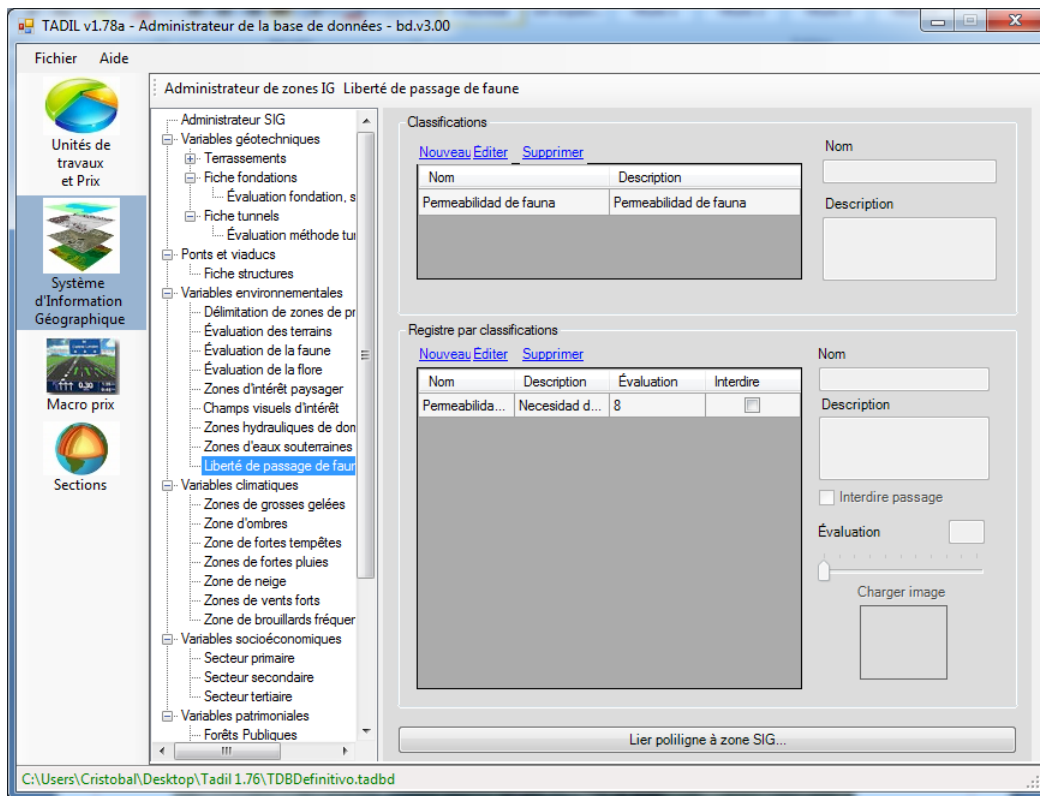 TADIL v1.78a - Administrateur de la base de données - bd.v3.00
Fichier Aide
Unités de
travaux
et Prix
Système
d'Information
Géographique
Macro prix
Sections
Administrateur de zones IG Liberté de passage de faune
Administrateur SIG
Variables géotechniques
Terrassements
Fiche fondations
Évaluation fondation, s
Fiche tunnels
Évaluation méthode tu
Ponts et viaducs
Fiche structures
Variables environnementales
Délimitation de zones de pr
Évaluation des terrains
Évaluation de la faune
Évaluation de la flore
Zones d'intérêt paysager
Champs visuels d'intérêt
Zones hydrauliques de don
Zones d'eaux souterraines
Liberté de passage de faun
Variables climatiques
Zones de grosses gelées
Zone d'ombres
Zone de fortes tempêtes
Zones de fortes pluies
Zone de neige
Zones de vents forts
Zone de brouillards fréquen
Variables socioéconomiques
Secteur primaire
Secteur secondaire
Secteur tertiaire
Variables patrimoniales
Forêts Publiques
Classifications
Nouveau Éditer Supprimer
Nom Description
Permeabilidad de fauna Permeabilidad de fauna
Nom
Description
Registre par classifications
Nouveau Éditer Supprimer
Nom Description Évaluation Interdire
Permeabilida... Necesidad d... 8
Nom
Description
Interdire passage
Évaluation
Charger image
Lier poliligne à zone SIG...
C:\Users\Cristobal\Desktop\Tadil 1.76\TDBDefinitivo.tadbd